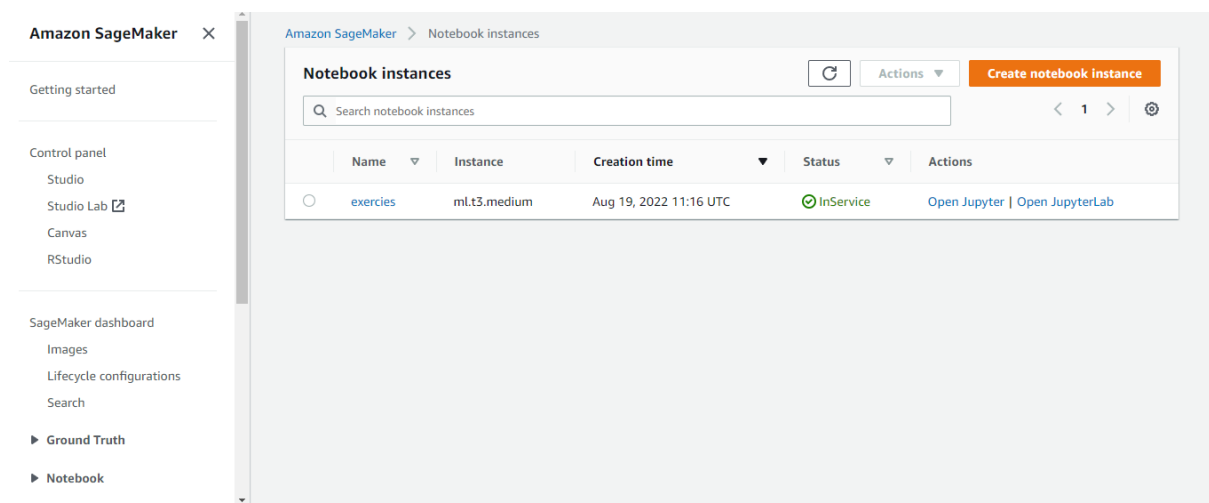 Amazon SageMaker
Getting started
Control panel
Studio
Studio Lab
Canvas
RStudio
SageMaker dashboard
Images
Lifecycle configurations
Search
Ground Truth
Notebook
Amazon SageMaker > Notebook instances
Notebook instances
Actions
Create notebook instance
Search notebook instances
< 1 >
Name Instance Creation time Status Actions
exercies ml.t3.medium Aug 19, 2022 11:16 UTC InService Open Jupyter | Open JupyterLab